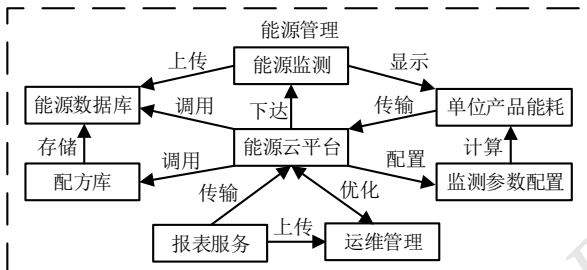 能源管理
上传
能源监测
显示
能源数据库
调用
下达
传输
单位产品能耗
存储
能源云平台
计算
配方库
调用
配置
监测参数配置
传输
优化
报表服务
上传
运维管理